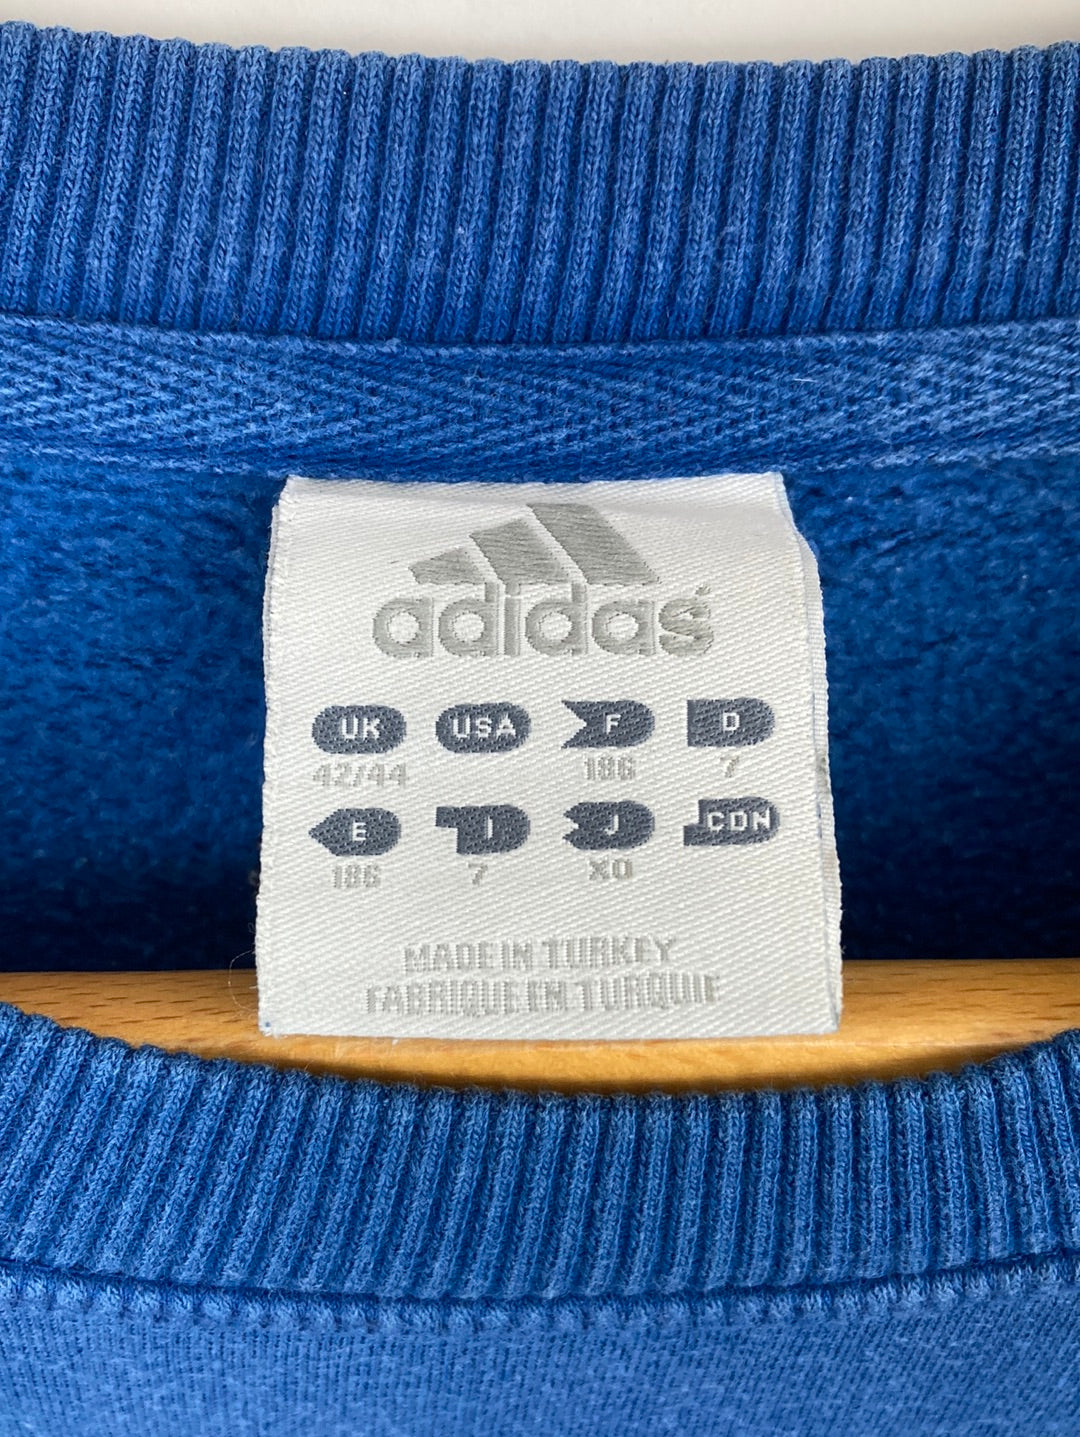 adidas
UK USA F D
42/44 186 7
E I J CDN
186 7 XO
MADE IN TURKEY
FABRIQUE EN TURQUIE